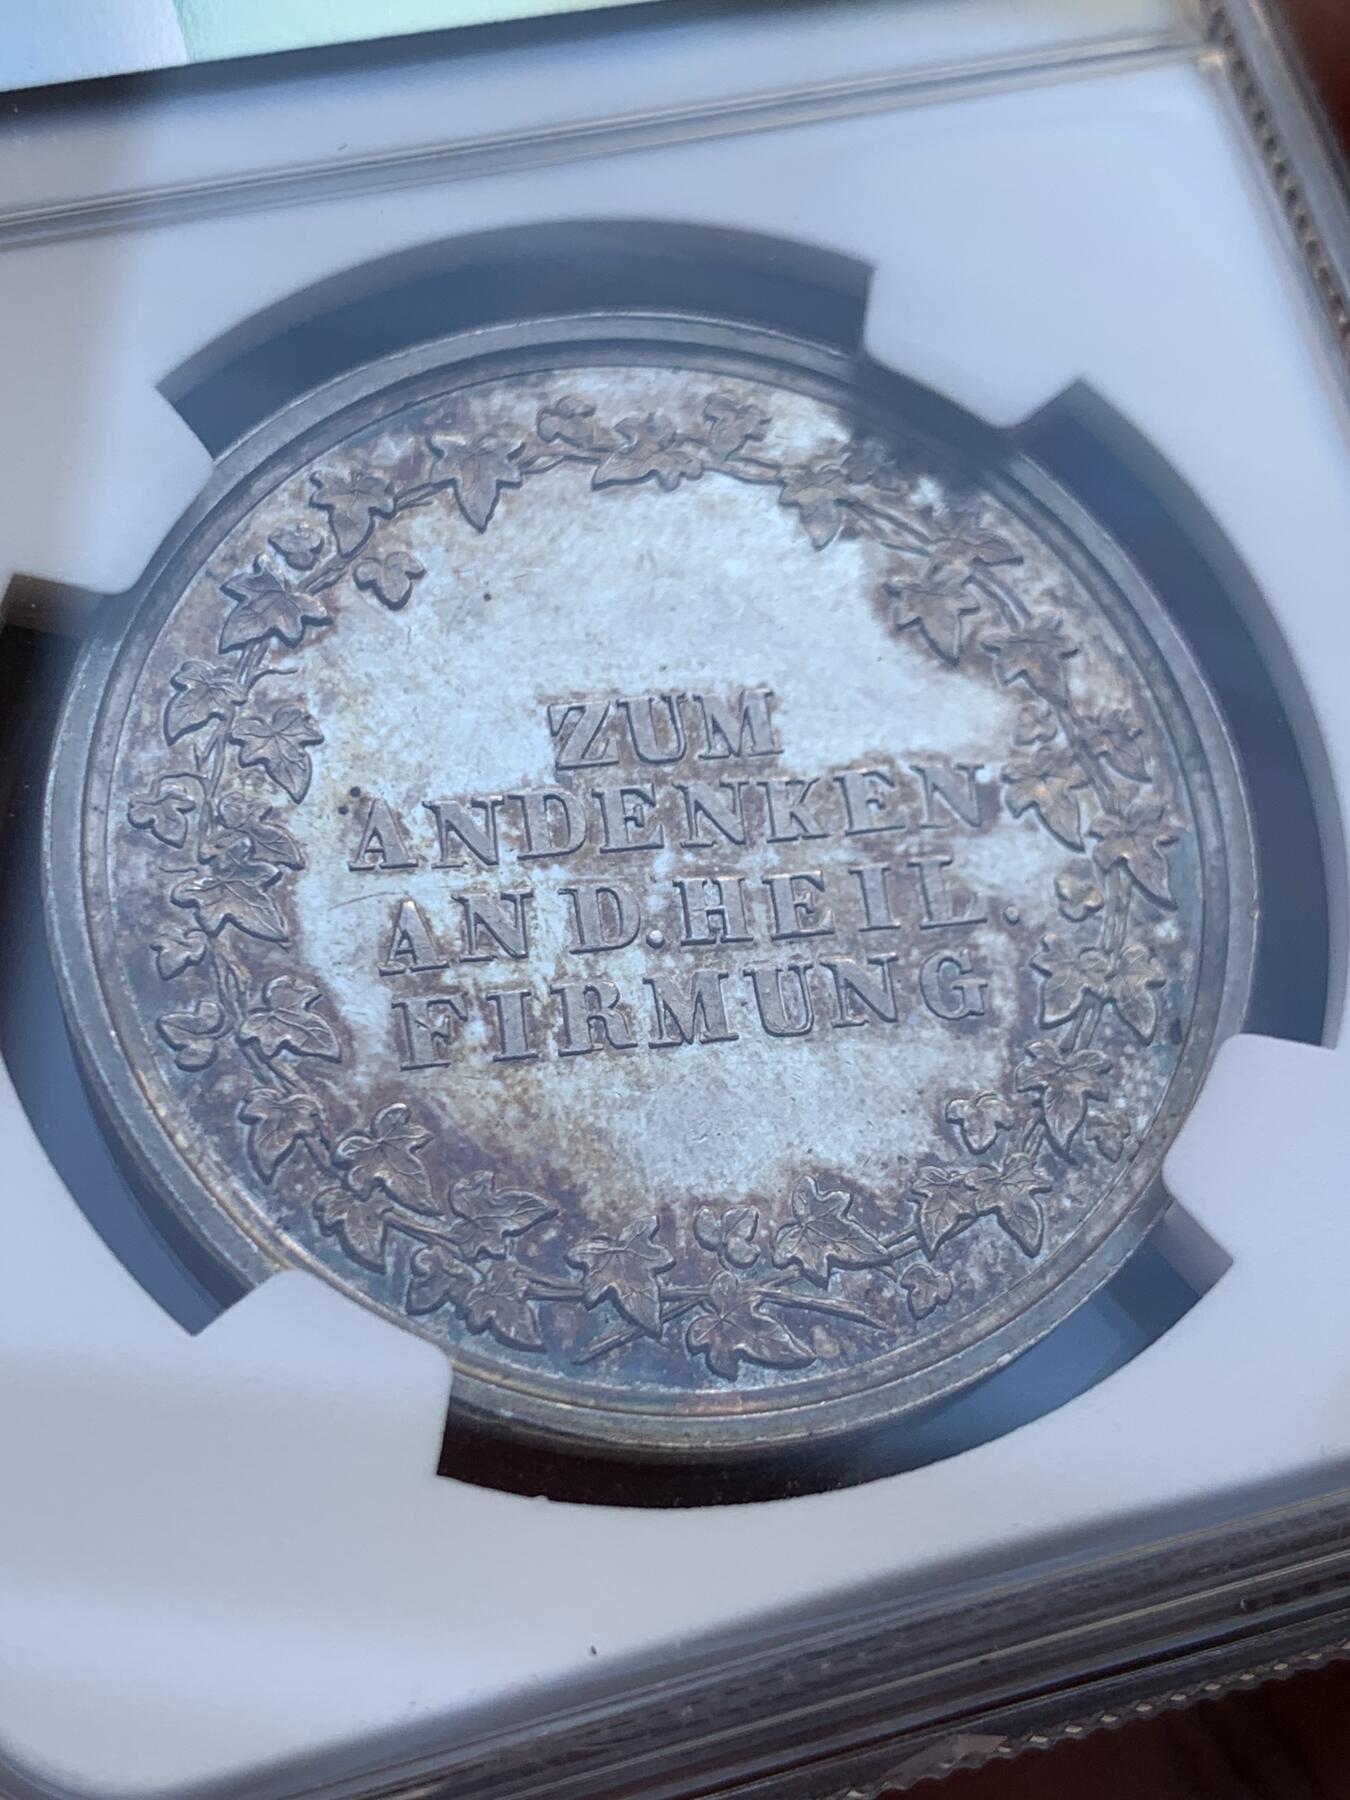 ZUM
ANDENKEN
AN D. HEIL.
FIRMUNG